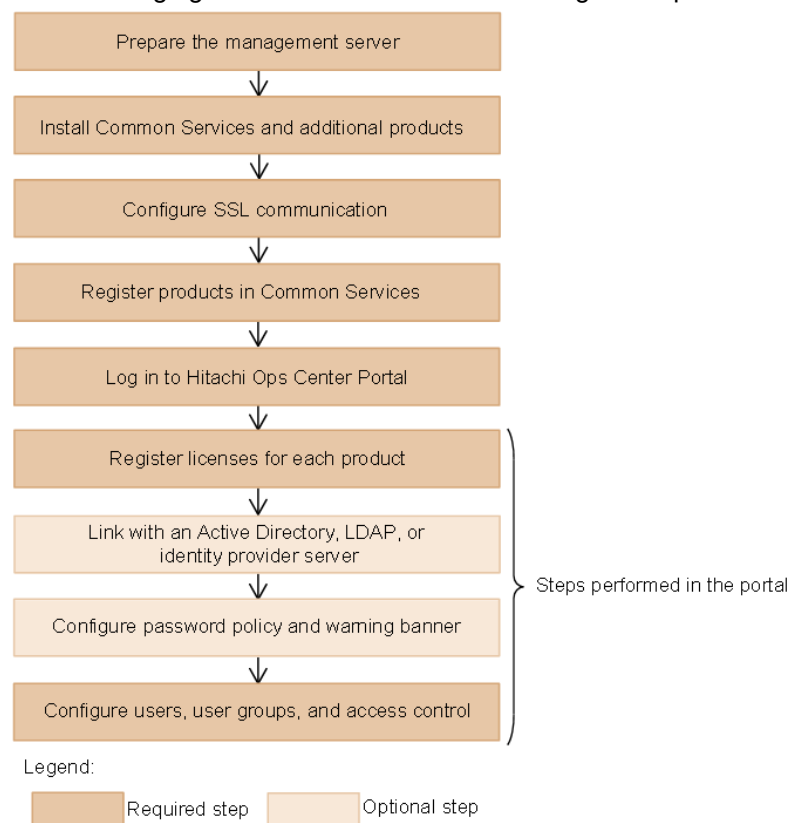 Prepare the management server
Install Common Services and additional products
Configure SSL communication
Register products in Common Services
Log in to Hitachi Ops Center Portal
Register licenses for each product
Link with an Active Directory, LDAP, or
identity provider server
Configure password policy and warning banner
Configure users, user groups, and access control
Steps performed in the portal
Legend:
Required step
Optional step